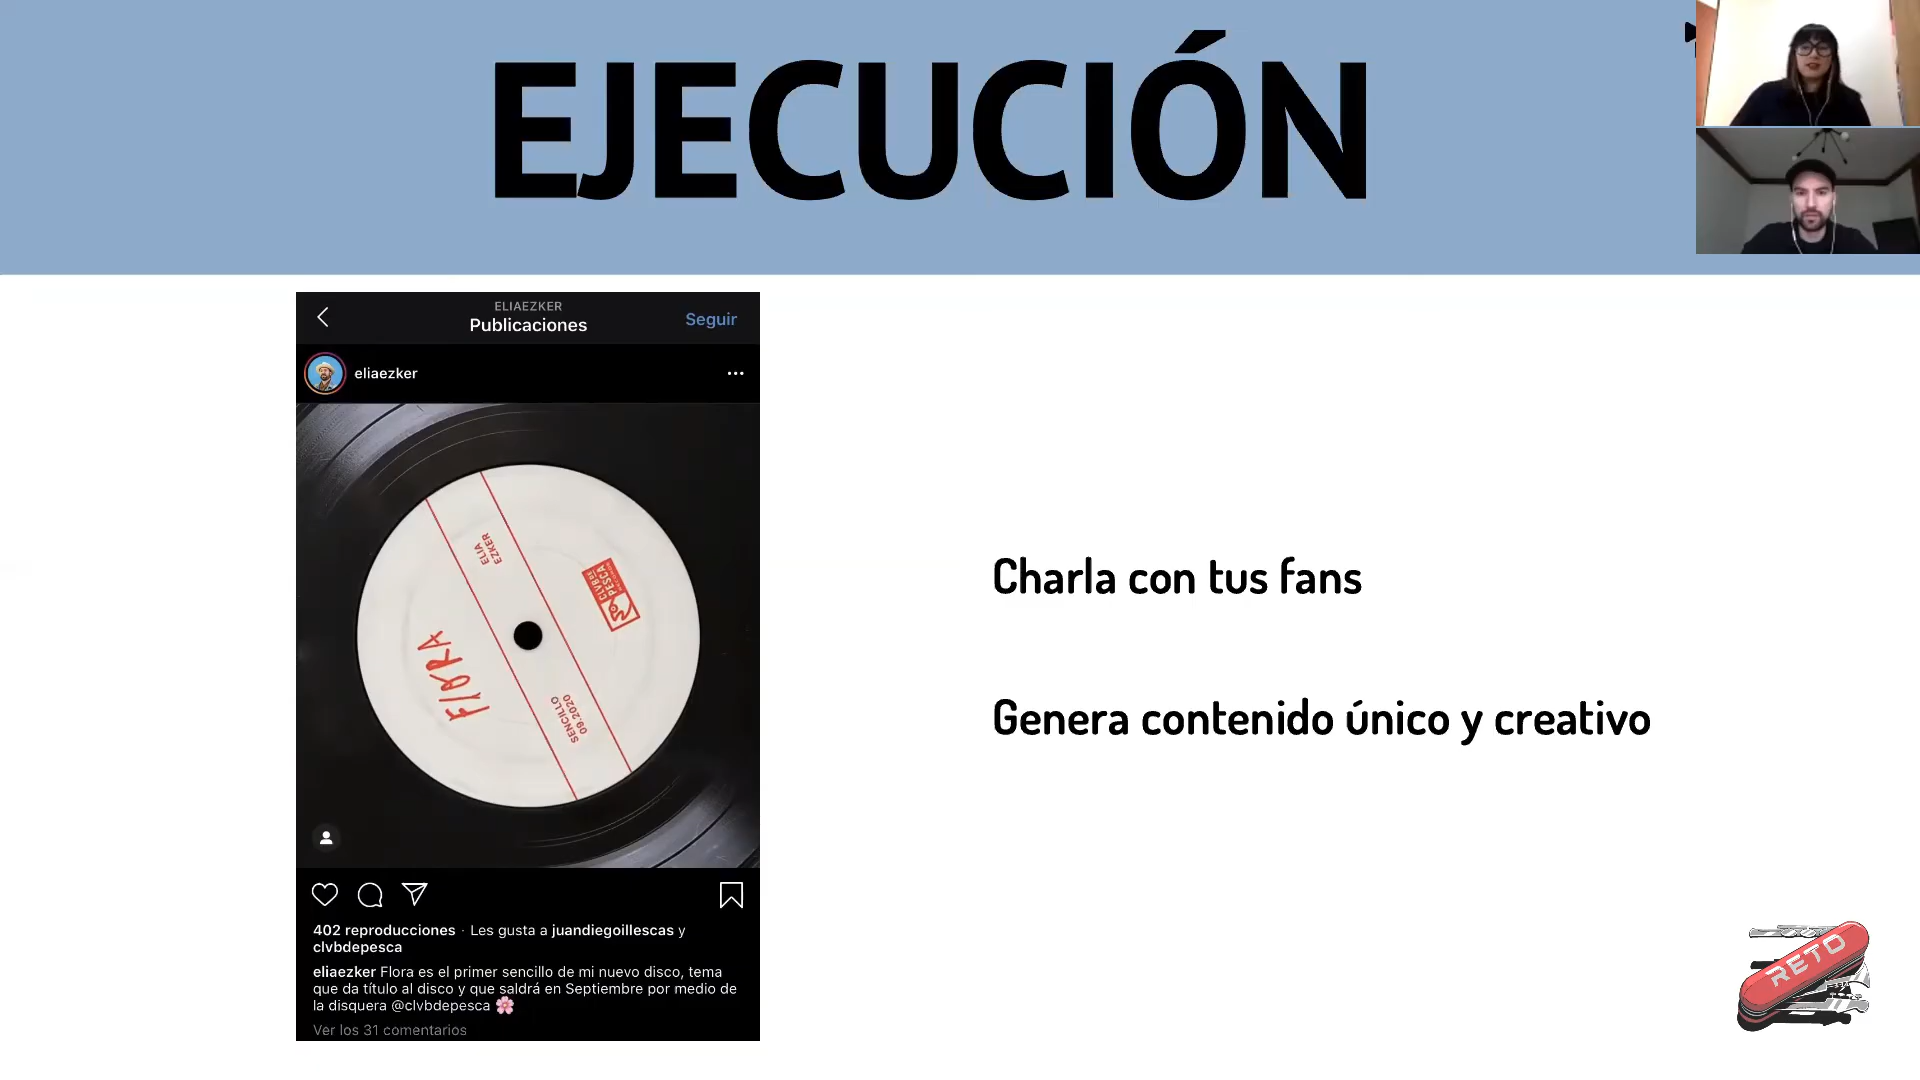 EJECUCIÓN
ELIAEZKER
Publicaciones
Seguir
eliaezker
ELIA
EZKER
CLVB DE
PESCA
RECORDS
FLORA
SENCILLO
09.2020
402 reproducciones · Les gusta a juandiegoillescas y
clvbdepesca
eliaezker Flora es el primer sencillo de mi nuevo disco, tema
que da título al disco y que saldrá en Septiembre por medio de
la disquera @clvbdepesca 🌸
Ver los 31 comentarios
Charla con tus fans
Genera contenido único y creativo
RETO